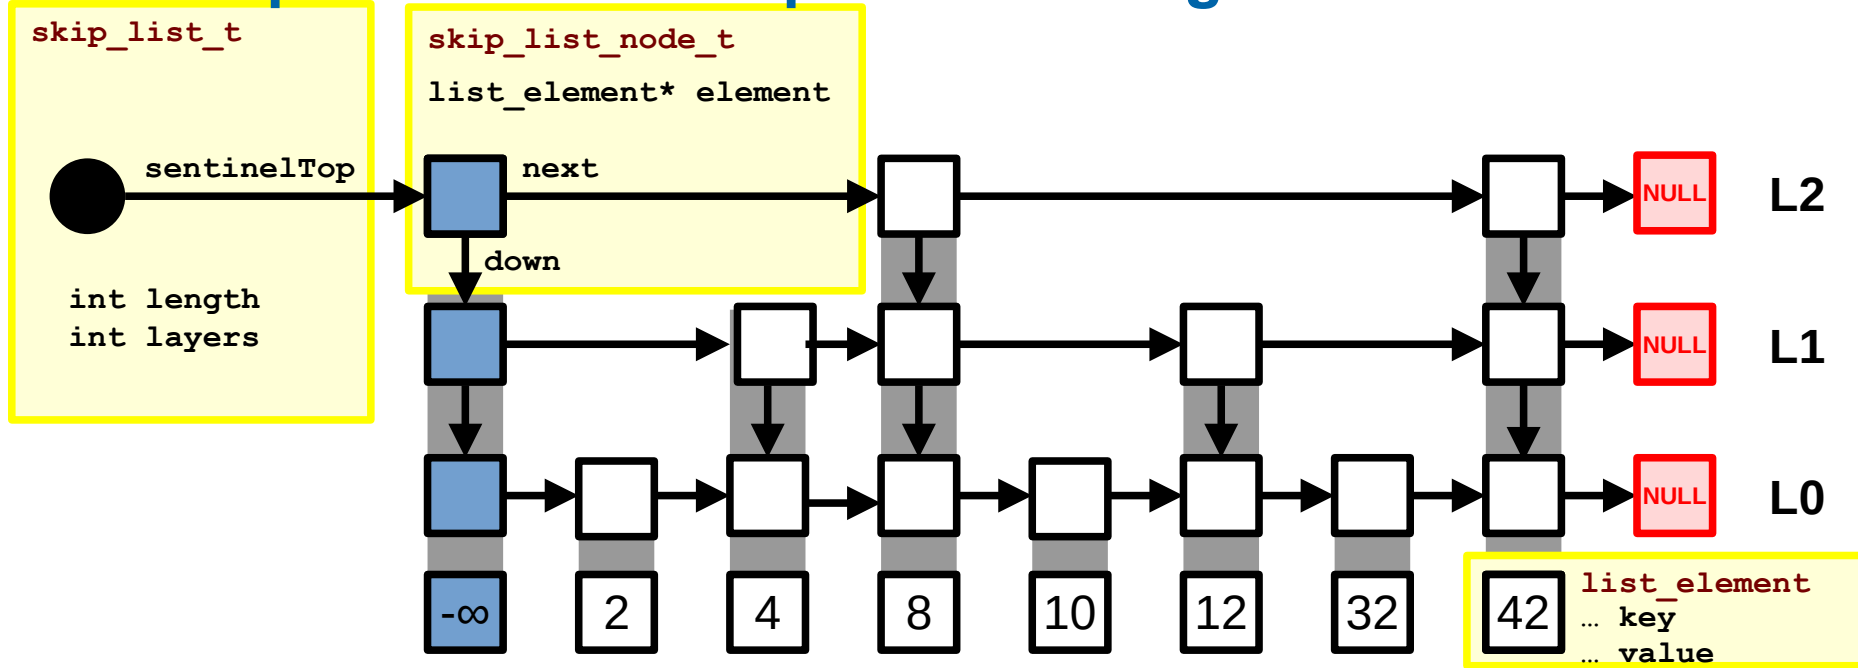 skip_list_t
skip_list_node_t
list_element* element
sentinelTop
next
NULL
L2
down
int length
int layers
NULL
L1
NULL
L0
-∞
2
4
8
10
12
32
42
list_element
… key
… value